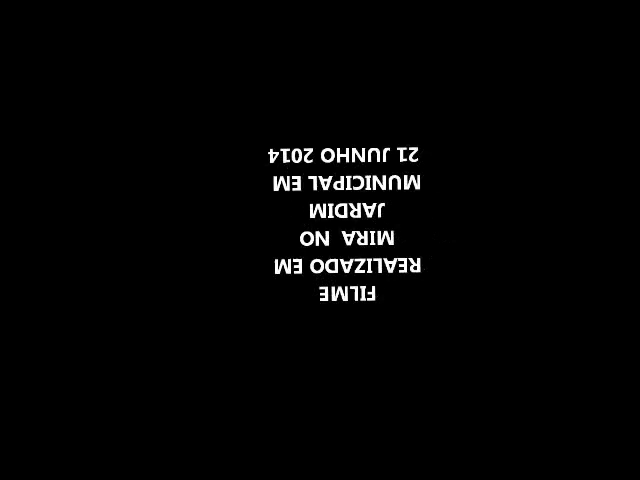 FILME
REALIZADO EM
MIRA NO
JARDIM
MUNICIPAL EM
21 JUNHO 2014